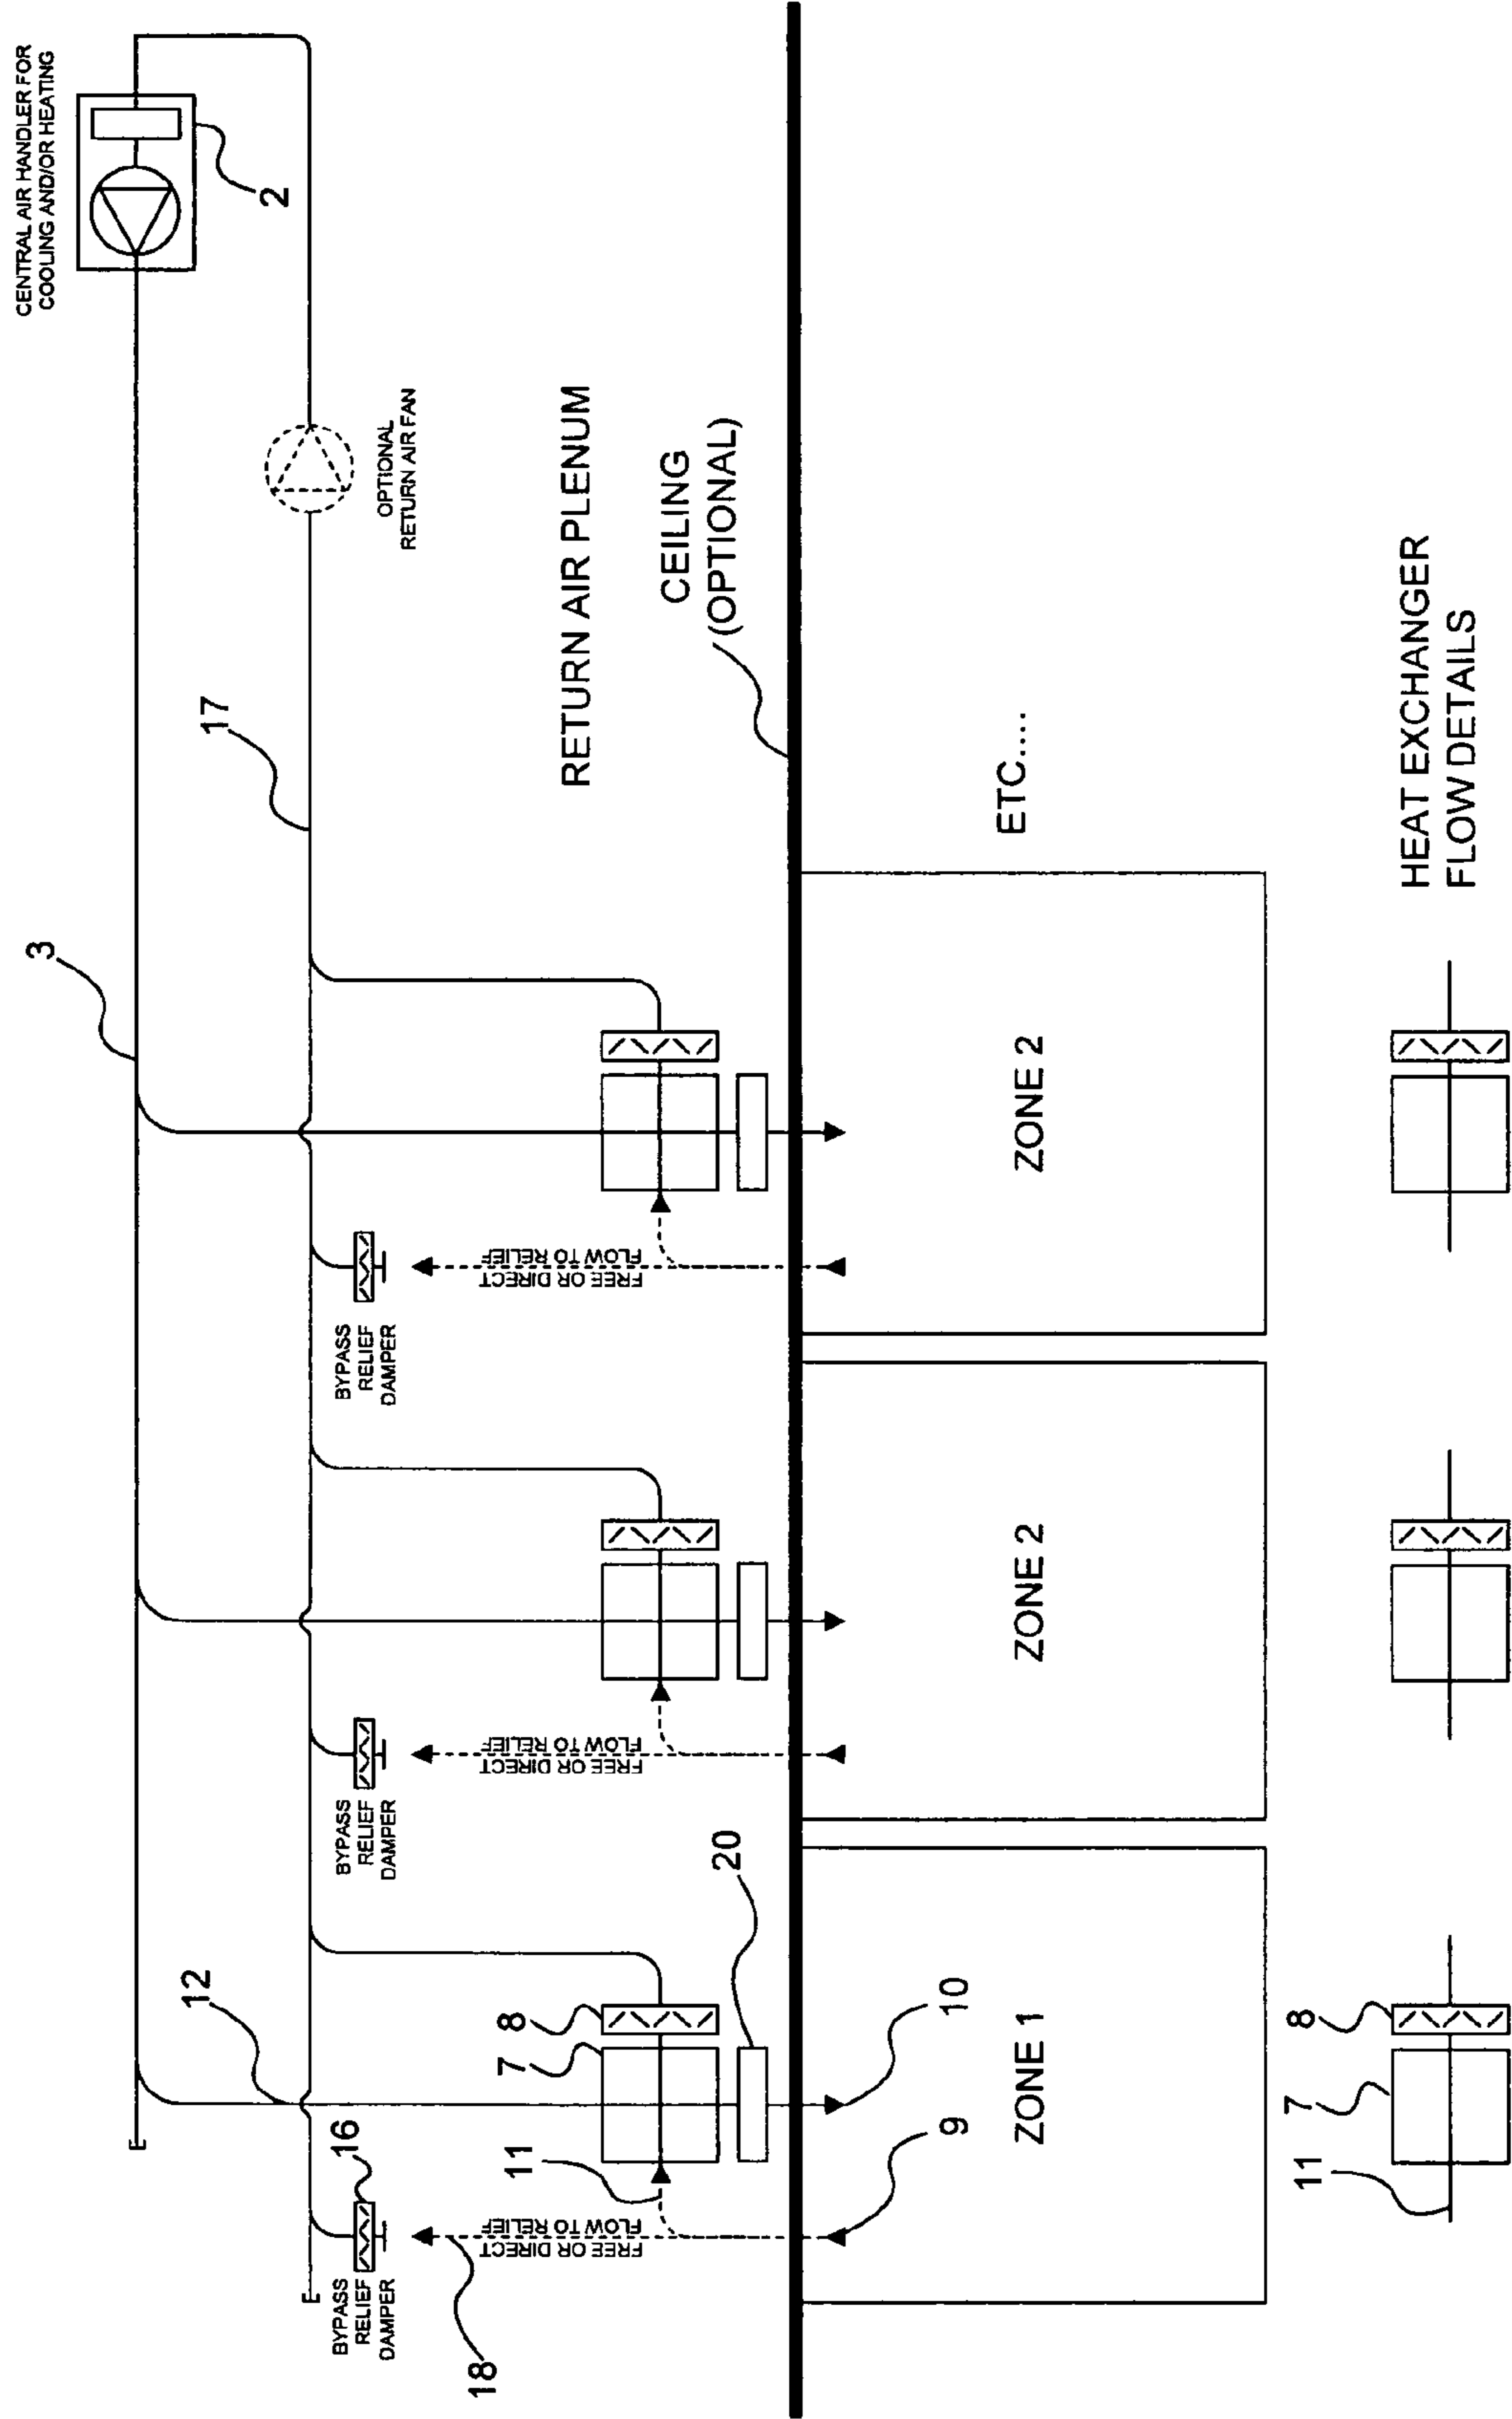 CENTRAL AIR HANDLER FOR
COOLING AND/OR HEATING
2
3
17
OPTIONAL
RETURN AIR FAN
12
16
BYPASS
RELIEF
DAMPER
BYPASS
RELIEF
DAMPER
BYPASS
RELIEF
DAMPER
RETURN AIR PLENUM
18
FREE OR DIRECT
FLOW TO RELIEF
FREE OR DIRECT
FLOW TO RELIEF
FREE OR DIRECT
FLOW TO RELIEF
11
7
8
20
CEILING
(OPTIONAL)
9
10
ZONE 1
ZONE 2
ZONE 2
ETC....
11
7
8
HEAT EXCHANGER
FLOW DETAILS